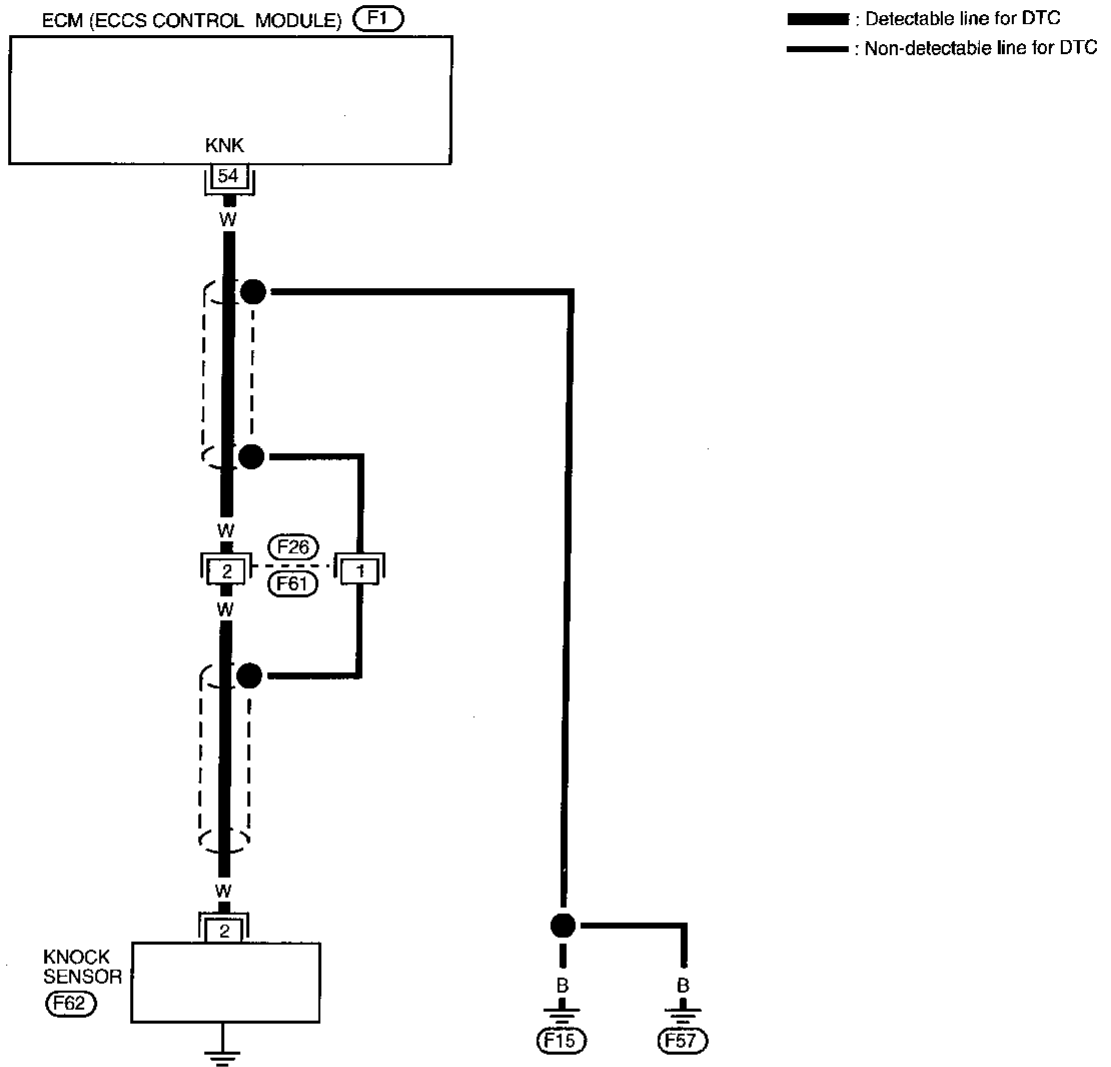 ECM (ECCS CONTROL MODULE) F1
: Detectable line for DTC
: Non-detectable line for DTC
KNK
54
W
W
F26
2
1
F61
W
W
2
KNOCK
SENSOR
F62
B
B
F15
F57